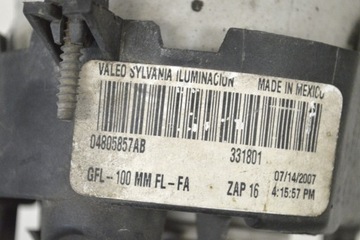 VALEO SYLVANIA ILUMINACION MADE IN MEXICO
04805857AB 331801
GFL-100 MM FL-FA ZAP 16 07/14/2007
4:15:57 PM